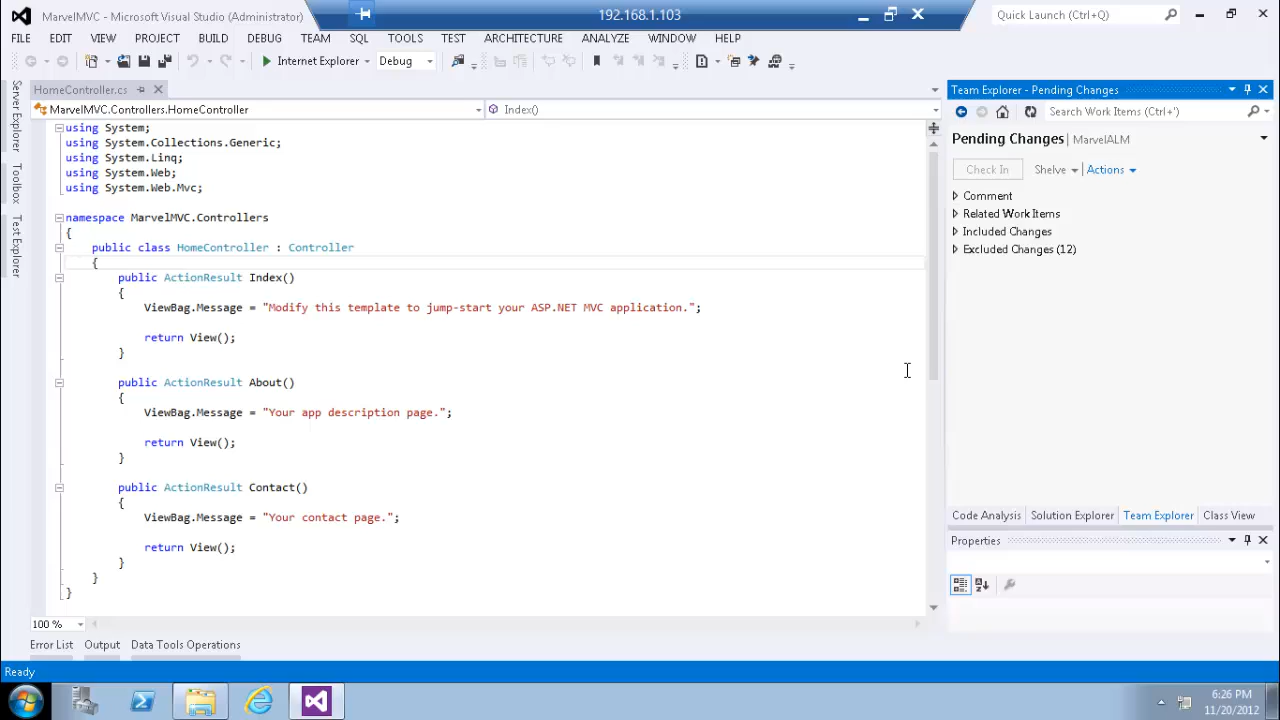 MarvelMVC - Microsoft Visual Studio (Administrator)
192.168.1.103
Quick Launch (Ctrl+Q)
FILE EDIT VIEW PROJECT BUILD DEBUG TEAM SQL TOOLS TEST ARCHITECTURE ANALYZE WINDOW HELP
Internet Explorer Debug
Server Explorer
Toolbox
Test Explorer
HomeController.cs
MarvelMVC.Controllers.HomeController
Index()
using System;
using System.Collections.Generic;
using System.Linq;
using System.Web;
using System.Web.Mvc;
namespace MarvelMVC.Controllers
{
public class HomeController : Controller
{
public ActionResult Index()
{
ViewBag.Message = "Modify this template to jump-start your ASP.NET MVC application.";
return View();
}
public ActionResult About()
{
ViewBag.Message = "Your app description page.";
return View();
}
public ActionResult Contact()
{
ViewBag.Message = "Your contact page.";
return View();
}
}
}
100 %
Team Explorer - Pending Changes
Search Work Items (Ctrl+')
Pending Changes | MarvelALM
Check In Shelve Actions
Comment
Related Work Items
Included Changes
Excluded Changes (12)
Code Analysis Solution Explorer Team Explorer Class View
Properties
Error List Output Data Tools Operations
Ready
6:26 PM
11/20/2012